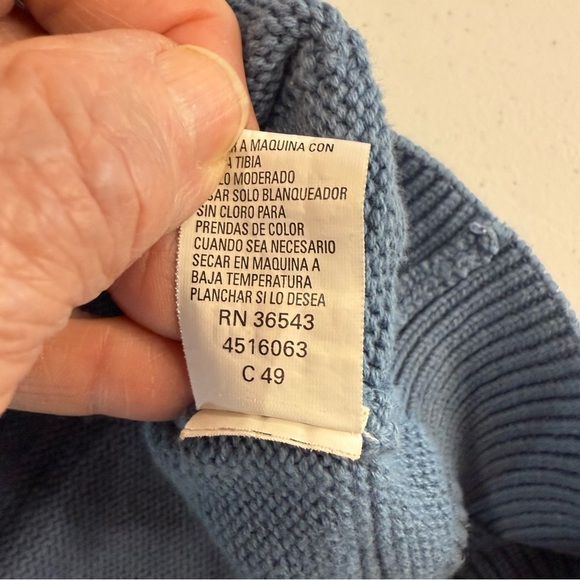 A MAQUINA CON
TIBIA
MODERADO
SOLO BLANQUEADOR
SIN CLORO PARA
PRENDAS DE COLOR
CUANDO SEA NECESARIO
SECAR EN MAQUINA A
BAJA TEMPERATURA
PLANCHAR SI LO DESEA
RN 36543
4516063
C 49